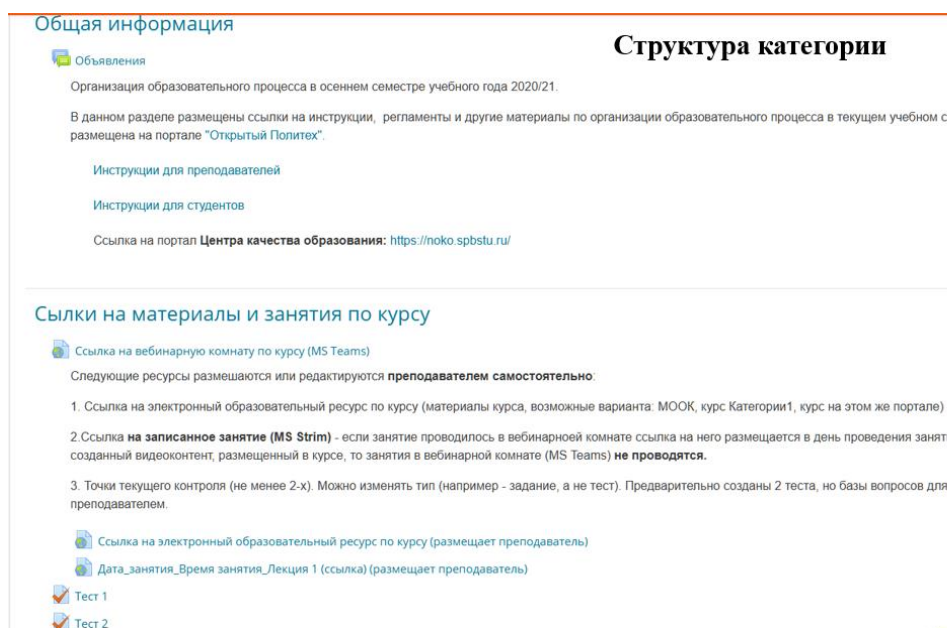 Общая информация
Структура категории
Объявления
Организация образовательного процесса в осеннем семестре учебного года 2020/21.
В данном разделе размещены ссылки на инструкции, регламенты и другие материалы по организации образовательного процесса в текущем учебном с
размещена на портале "Открытый Политех".
Инструкции для преподавателей
Инструкции для студентов
Ссылка на портал Центра качества образования: https://noko.spbstu.ru/
Сылки на материалы и занятия по курсу
Ссылка на вебинарную комнату по курсу (MS Teams)
Следующие ресурсы размешаются или редактируются преподавателем самостоятельно:
1. Ссылка на электронный образовательный ресурс по курсу (материалы курса, возможные варианта: МООК, курс Категории1, курс на этом же портале)
2.Ссылка на записанное занятие (MS Strim) - если занятие проводилось в вебинарноей комнате ссылка на него размещается в день проведения занят
созданный видеоконтент, размещенный в курсе, то занятия в вебинарной комнате (MS Teams) не проводятся.
3. Точки текущего контроля (не менее 2-х). Можно изменять тип (например - задание, а не тест). Предварительно созданы 2 теста, но базы вопросов для
преподавателем.
Ссылка на электронный образовательный ресурс по курсу (размещает преподаватель)
Дата_занятия_Время занятия_Лекция 1 (ссылка) (размещает преподаватель)
Тест 1
Тест 2